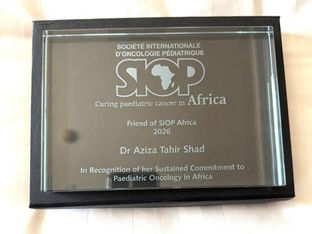 SOCIÉTÉ INTERNATIONALE
D'ONCOLOGIE PÉDIATRIQUE
SIOP
Curing paediatric cancer in Africa
Friend of SIOP Africa
2026
Dr Aziza Tahir Shad
In Recognition of her Sustained Commitment to
Paediatric Oncology in Africa